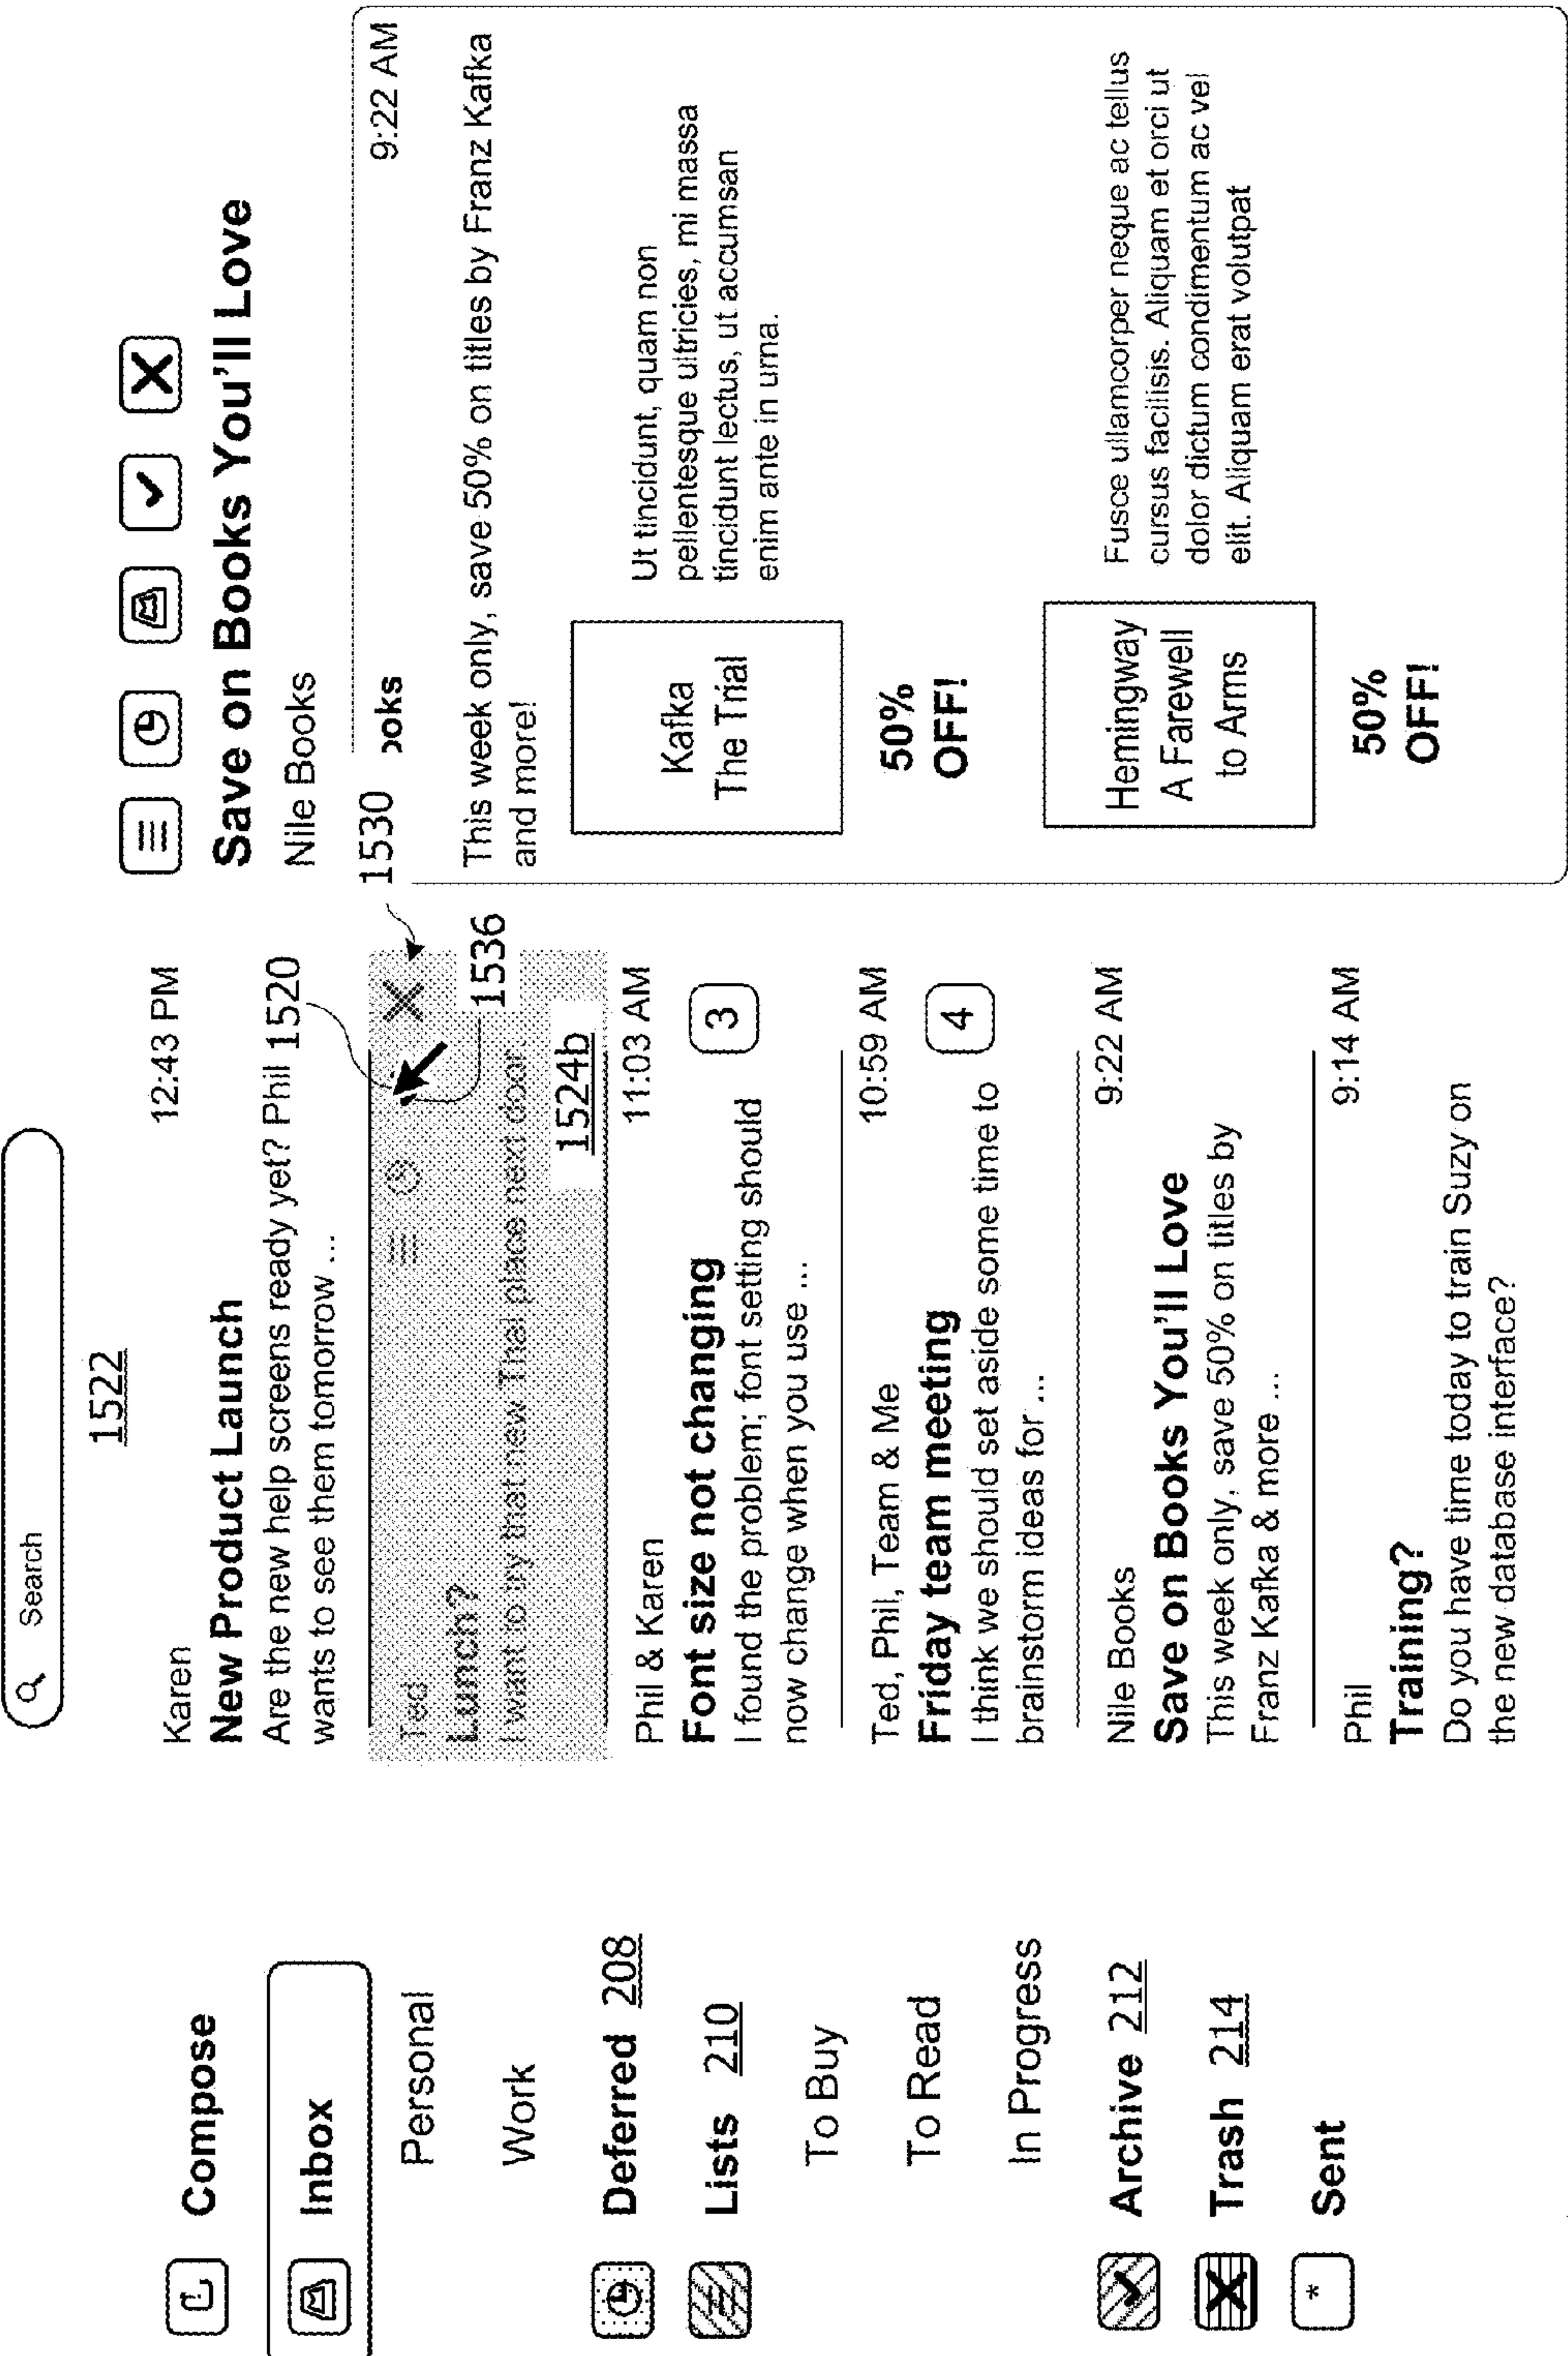 Compose
Inbox
Personal
Work
Deferred 208
Lists 210
To Buy
To Read
In Progress
Archive 212
Trash 214
Sent
Search
1522
Karen 12:43 PM
New Product Launch
Are the new help screens ready yet? Phil 1520
wants to see them tomorrow ...
Ted
Lunch? 1536
I want to try that new Thai place next door.
1524b
Phil & Karen 11:03 AM
Font size not changing 3
I found the problem; font setting should
now change when you use ...
Ted, Phil, Team & Me 10:59 AM
Friday team meeting 4
I think we should set aside some time to
brainstorm ideas for ...
Nile Books 9:22 AM
Save on Books You'll Love
This week only, save 50% on titles by
Franz Kafka & more ...
Phil 9:14 AM
Training?
Do you have time today to train Suzy on
the new database interface?
Save on Books You'll Love
Nile Books
1530 ooks 9:22 AM
This week only, save 50% on titles by Franz Kafka
and more!
Kafka
The Trial
50%
OFF!
Ut tincidunt, quam non
pellentesque ultricies, mi massa
tincidunt lectus, ut accumsan
enim ante in urna.
Hemingway
A Farewell
to Arms
50%
OFF!
Fusce ullamcorper neque ac tellus
cursus facilisis. Aliquam et orci ut
dolor dictum condimentum ac vel
elit. Aliquam erat volutpat